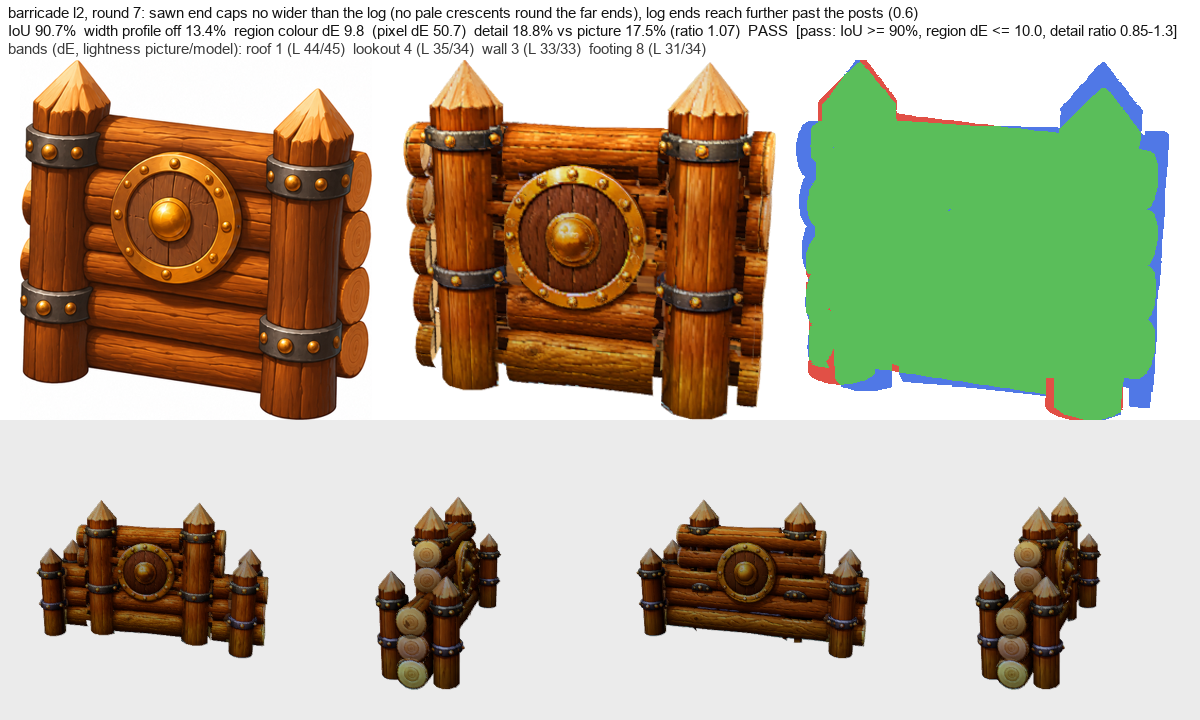 barricade l2, round 7: sawn end caps no wider than the log (no pale crescents round the far ends), log ends reach further past the posts (0.6)
IoU 90.7%  width profile off 13.4%  region colour dE 9.8  (pixel dE 50.7)  detail 18.8% vs picture 17.5% (ratio 1.07)  PASS  [pass: IoU >= 90%, region dE <= 10.0, detail ratio 0.85-1.3]
bands (dE, lightness picture/model): roof 1 (L 44/45)  lookout 4 (L 35/34)  wall 3 (L 33/33)  footing 8 (L 31/34)